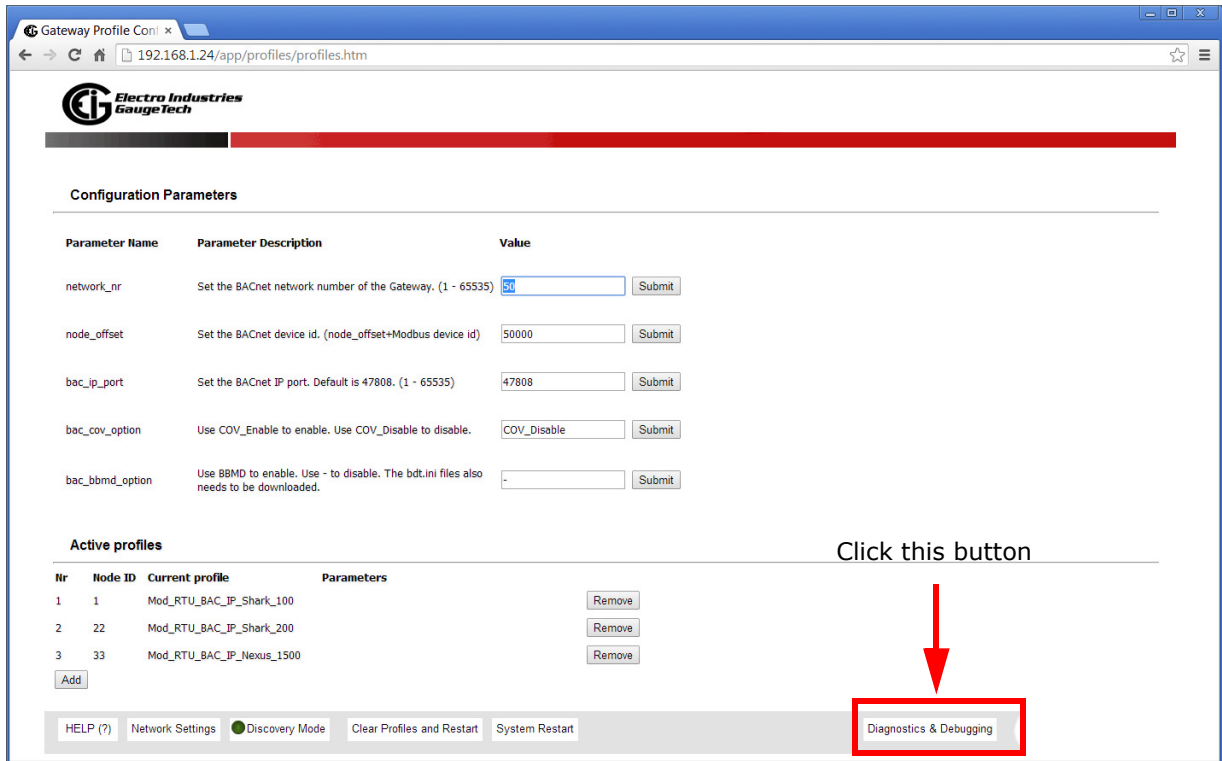 Gateway Profile Conf
192.168.1.24/app/profiles/profiles.htm
Electro Industries
GaugeTech
Configuration Parameters
Parameter Name Parameter Description Value
network_nr Set the BACnet network number of the Gateway. (1 - 65535) 50 Submit
node_offset Set the BACnet device id. (node_offset+Modbus device id) 50000 Submit
bac_ip_port Set the BACnet IP port. Default is 47808. (1 - 65535) 47808 Submit
bac_cov_option Use COV_Enable to enable. Use COV_Disable to disable. COV_Disable Submit
bac_bbmd_option Use BBMD to enable. Use - to disable. The bdt.ini files also
needs to be downloaded. - Submit
Active profiles
Click this button
Nr Node ID Current profile Parameters
1 1 Mod_RTU_BAC_IP_Shark_100 Remove
2 22 Mod_RTU_BAC_IP_Shark_200 Remove
3 33 Mod_RTU_BAC_IP_Nexus_1500 Remove
Add
HELP (?) Network Settings Discovery Mode Clear Profiles and Restart System Restart Diagnostics & Debugging